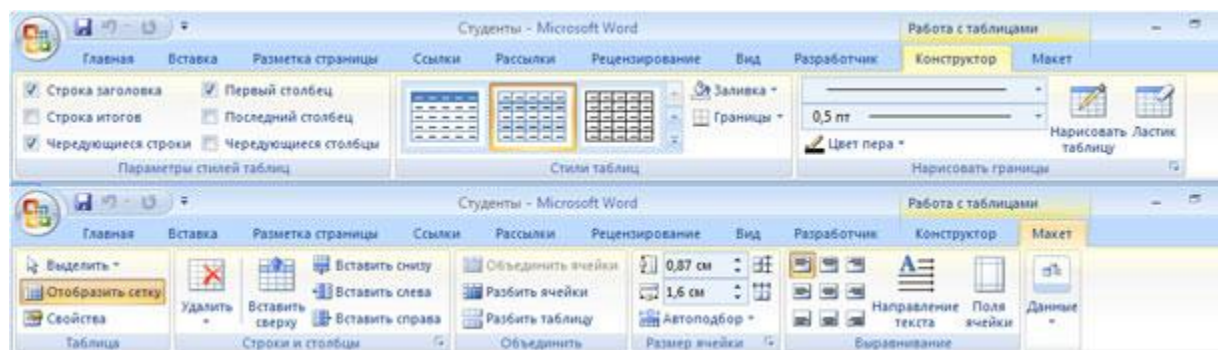 Студенты - Microsoft Word
Работа с таблицами
Главная Вставка Разметка страницы Ссылки Рассылки Рецензирование Вид Разработчик Конструктор Макет
Строка заголовка Первый столбец Заливка
Строка итогов Последний столбец Границы 0,5 пт Нарисовать таблицу Ластик
Чередующиеся строки Чередующиеся столбцы Цвет пера
Параметры стилей таблиц Стили таблиц Нарисовать границы
Студенты - Microsoft Word
Работа с таблицами
Главная Вставка Разметка страницы Ссылки Рассылки Рецензирование Вид Разработчик Конструктор Макет
Выделить Вставить снизу Объединить ячейки 0,87 см
Отобразить сетку Удалить Вставить сверху Вставить слева Разбить ячейки 1,6 см Направление текста Поля ячейки Данные
Свойства Вставить справа Разбить таблицу Автоподбор
Таблица Строки и столбцы Объединить Размер ячейки Выравнивание